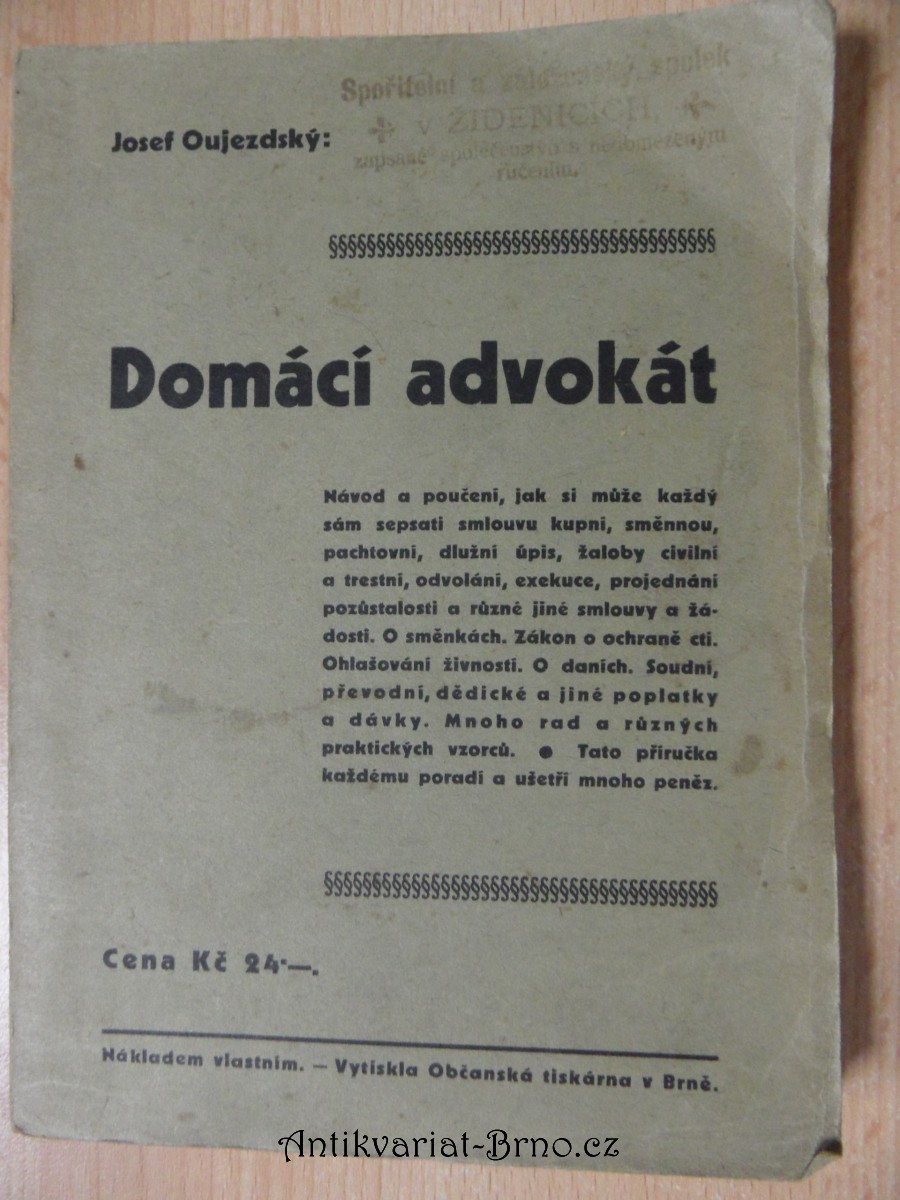 Spořitelní a záloženský spolek
v ŽIDENICÍCH,
zapsané společenstvo s neobmezeným
ručením.
Josef Oujezdský:
§§§§§§§§§§§§§§§§§§§§§§§§§§§§§§§§§§§§§§§§
Domácí advokát
Návod a poučení, jak si může každý
sám sepsati smlouvu kupní, směnnou,
pachtovní, dlužní úpis, žaloby civilní
a trestní, odvolání, exekuce, projednání
pozůstalosti a různé jiné smlouvy a žá-
dosti. O směnkách. Zákon o ochraně cti.
Ohlašování živností. O daních. Soudní,
převodní, dědické a jiné poplatky
a dávky. Mnoho rad a různých
praktických vzorců. ● Tato příručka
každému poradí a ušetří mnoho peněz.
§§§§§§§§§§§§§§§§§§§§§§§§§§§§§§§§§§§§§§§§
Cena Kč 24·—.
Nákladem vlastním. — Vytiskla Občanská tiskárna v Brně.
Antikvariat-Brno.cz